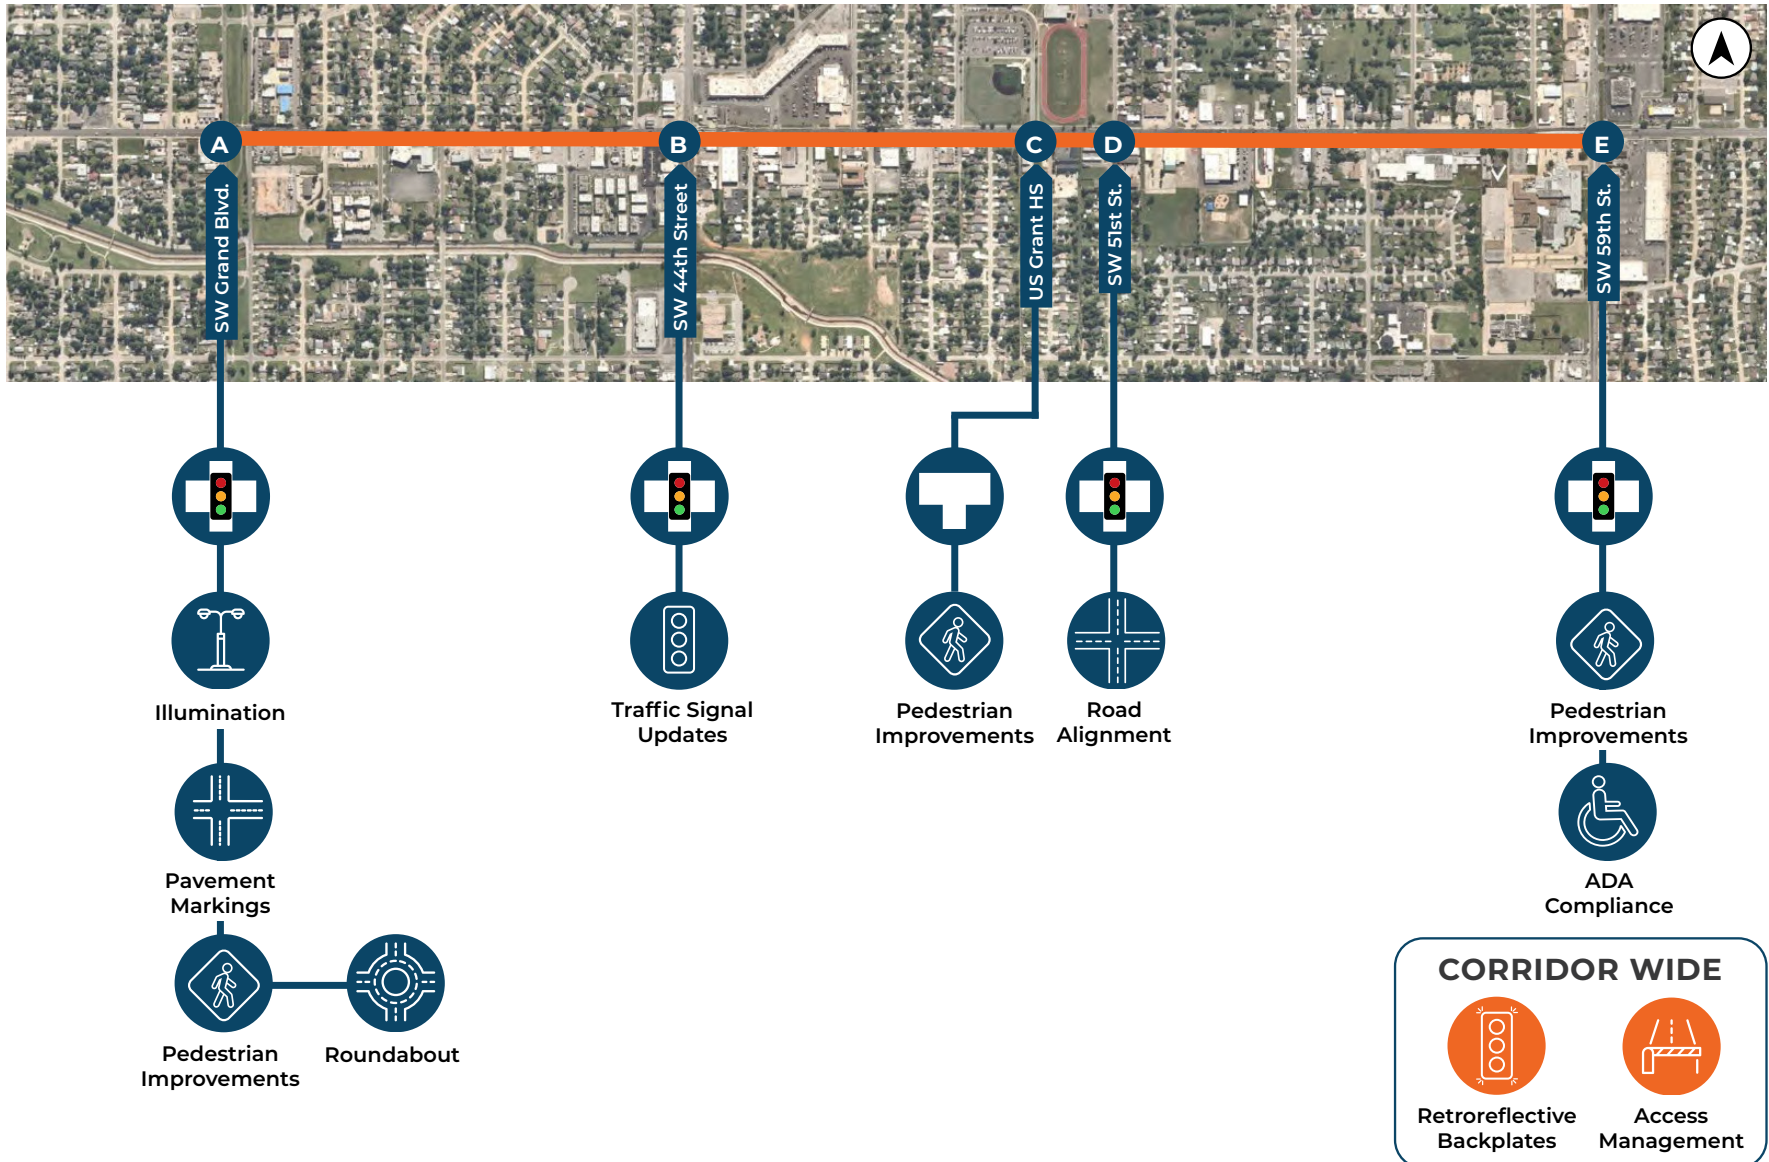 A
B
C
D
E
SW Grand Blvd.
SW 44th Street
US Grant HS
SW 51st St.
SW 59th St.
Illumination
Pavement
Markings
Pedestrian
Improvements
Roundabout
Traffic Signal
Updates
Pedestrian
Improvements
Road
Alignment
Pedestrian
Improvements
ADA
Compliance
CORRIDOR WIDE
Retroreflective
Backplates
Access
Management